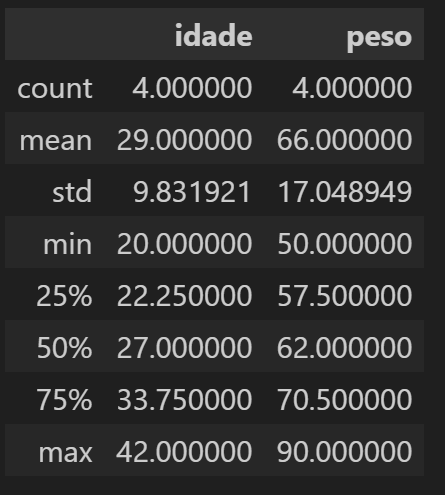 idade peso
count 4.000000 4.000000
mean 29.000000 66.000000
std 9.831921 17.048949
min 20.000000 50.000000
25% 22.250000 57.500000
50% 27.000000 62.000000
75% 33.750000 70.500000
max 42.000000 90.000000